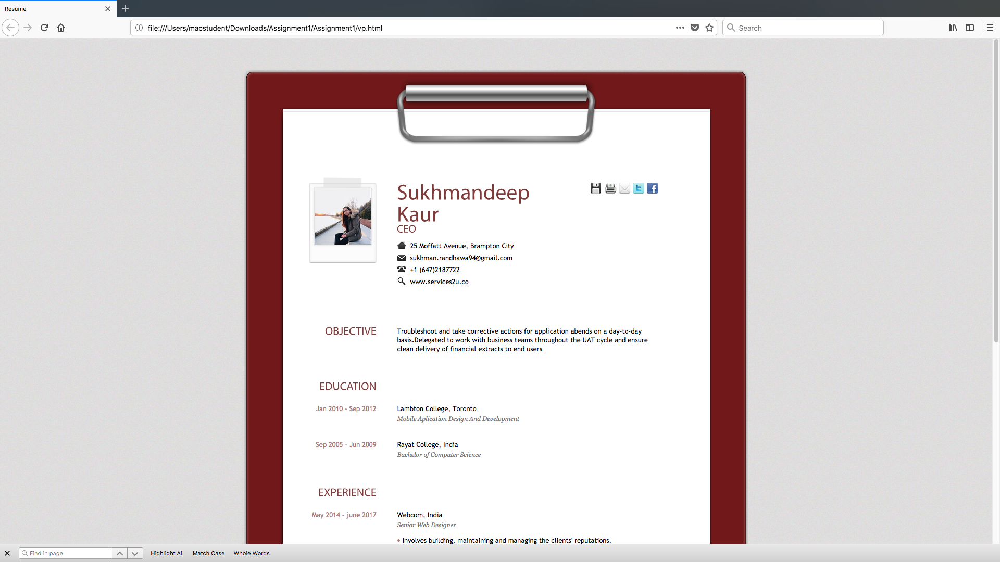 Resume
file:///Users/macstudent/Downloads/Assignment1/Assignment1/vp.html
Search
Sukhmandeep
Kaur
CEO
25 Moffatt Avenue, Brampton City
sukhman.randhawa94@gmail.com
+1 (647)2187722
www.services2u.co
OBJECTIVE
Troubleshoot and take corrective actions for application abends on a day-to-day
basis.Delegated to work with business teams throughout the UAT cycle and ensure
clean delivery of financial extracts to end users
EDUCATION
Jan 2010 - Sep 2012
Lambton College, Toronto
Mobile Aplication Design And Development
Sep 2005 - Jun 2009
Rayat College, India
Bachelor of Computer Science
EXPERIENCE
May 2014 - june 2017
Webcom, India
Senior Web Designer
• Involves building, maintaining and managing the clients' reputations.
Find in page
Highlight All
Match Case
Whole Words